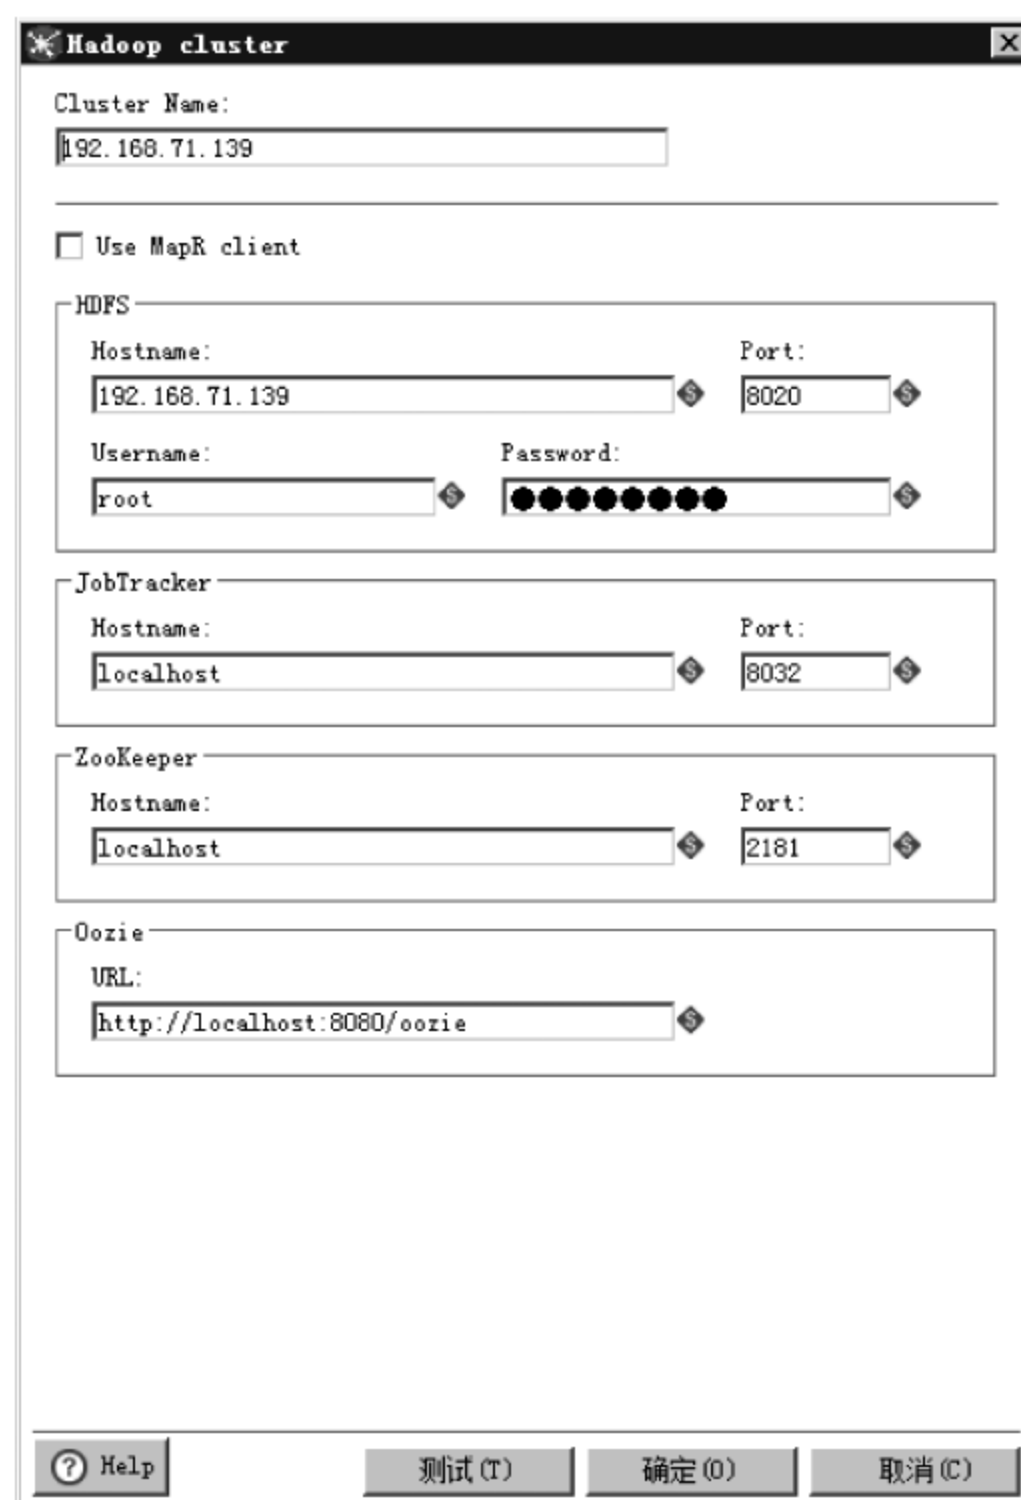 Hadoop cluster
Cluster Name:
192.168.71.139
Use MapR client
HDFS
Hostname: Port:
192.168.71.139 8020
Username: Password:
root ●●●●●●●●
JobTracker
Hostname: Port:
localhost 8032
ZooKeeper
Hostname: Port:
localhost 2181
Oozie
URL:
http://localhost:8080/oozie
Help 测试(T) 确定(O) 取消(C)